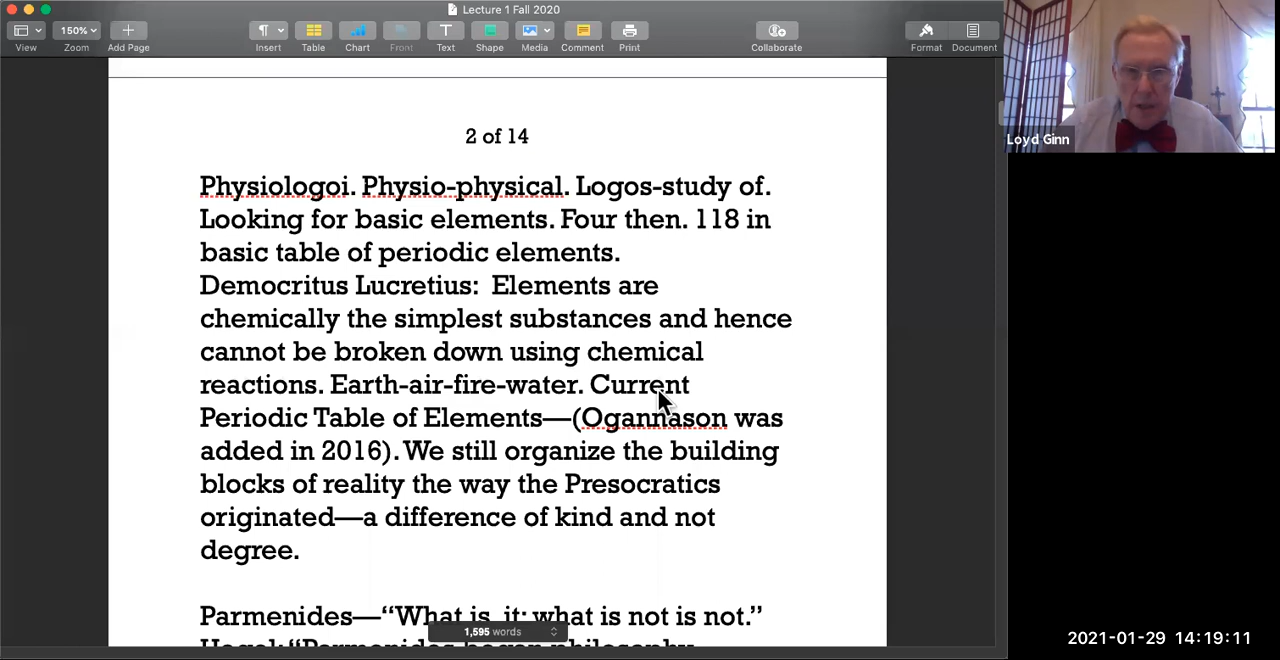 Lecture 1 Fall 2020
150%
View
Zoom
Add Page
Insert
Table
Chart
Front
Text
Shape
Media
Comment
Print
Collaborate
Format
Document
Loyd Ginn
2 of 14
Physiologoi. Physio-physical. Logos-study of.
Looking for basic elements. Four then. 118 in
basic table of periodic elements.
Democritus Lucretius: Elements are
chemically the simplest substances and hence
cannot be broken down using chemical
reactions. Earth-air-fire-water. Current
Periodic Table of Elements—(Ogannason was
added in 2016). We still organize the building
blocks of reality the way the Presocratics
originated—a difference of kind and not
degree.
Parmenides—“What is, it; what is not is not.”
1,595 words
2021-01-29 14:19:11